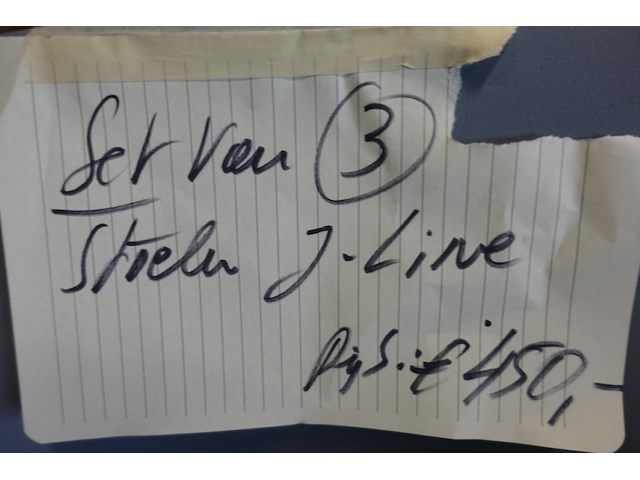 Set van 3
Stoelen J-Line
Prijs: € 450,-